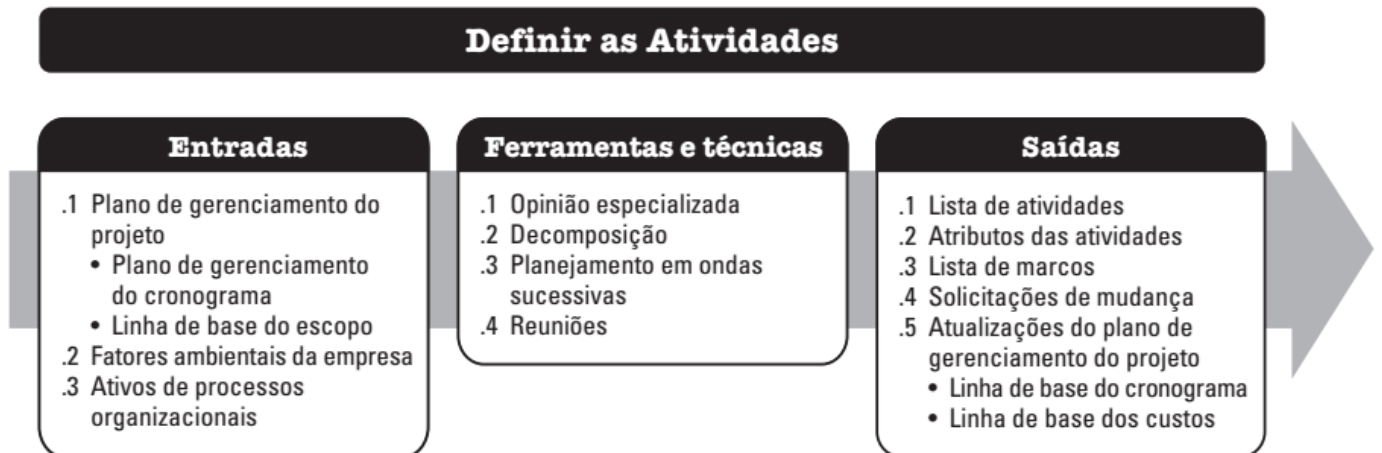 Definir as Atividades
Entradas
.1 Plano de gerenciamento do
projeto
• Plano de gerenciamento
do cronograma
• Linha de base do escopo
.2 Fatores ambientais da empresa
.3 Ativos de processos
organizacionais
Ferramentas e técnicas
.1 Opinião especializada
.2 Decomposição
.3 Planejamento em ondas
sucessivas
.4 Reuniões
Saídas
.1 Lista de atividades
.2 Atributos das atividades
.3 Lista de marcos
.4 Solicitações de mudança
.5 Atualizações do plano de
gerenciamento do projeto
• Linha de base do cronograma
• Linha de base dos custos